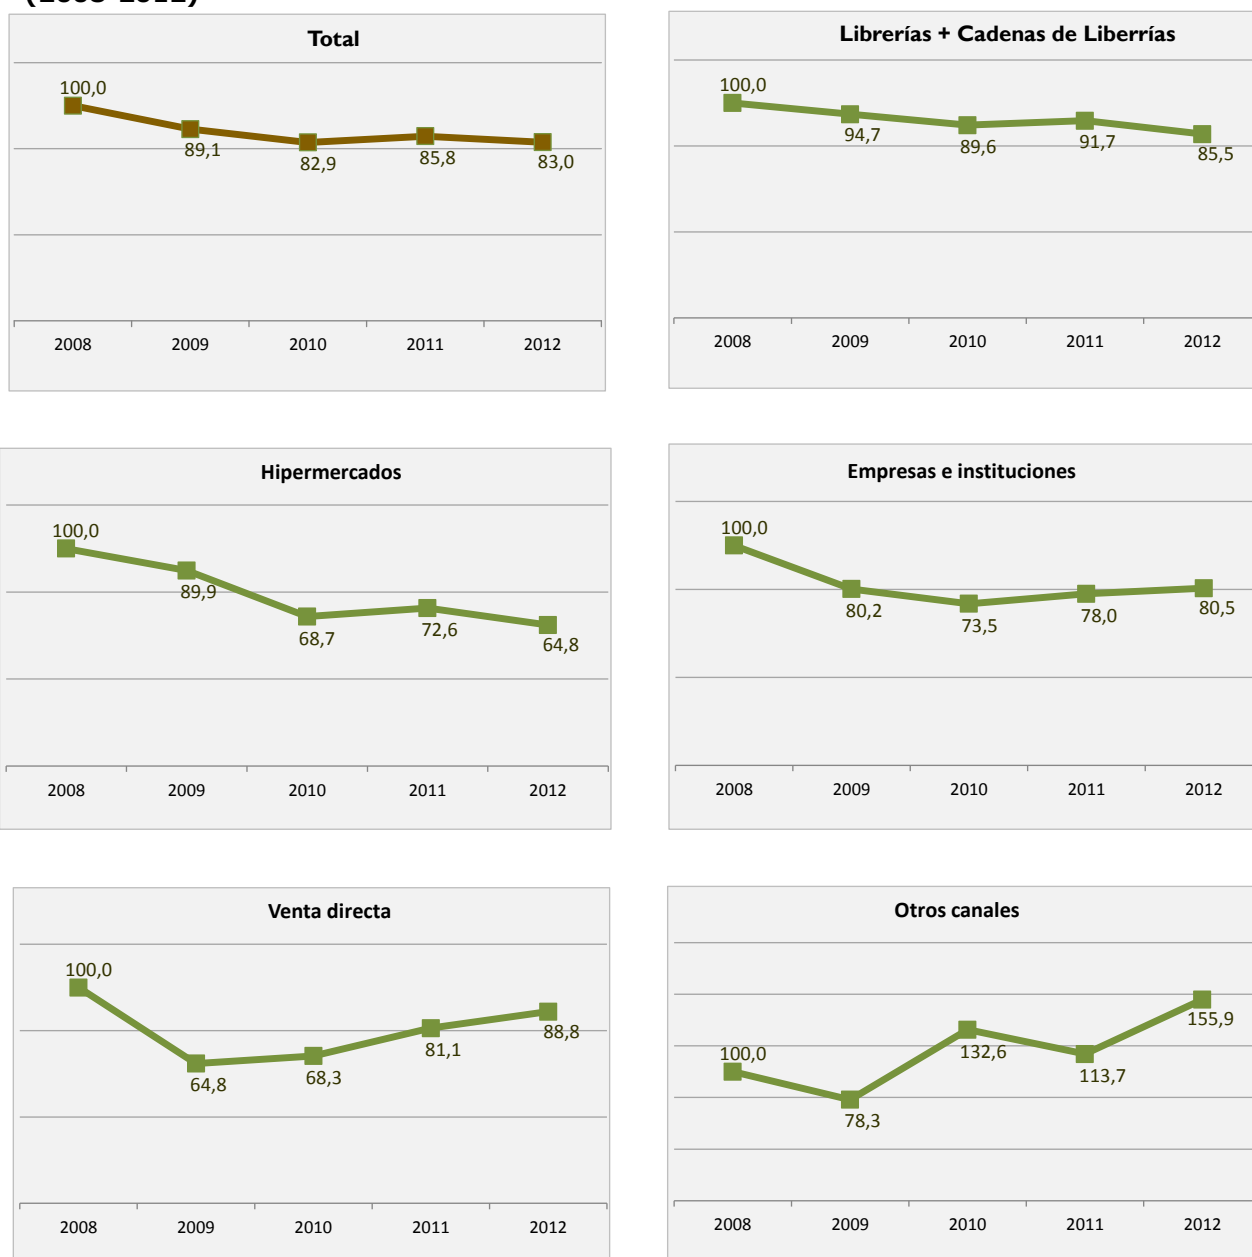 (2008-2012)
Total
100,0
89,1
82,9
85,8
83,0
2008 2009 2010 2011 2012
Librerías + Cadenas de Liberrías
100,0
94,7
89,6
91,7
85,5
2008 2009 2010 2011 2012
Hipermercados
100,0
89,9
68,7
72,6
64,8
2008 2009 2010 2011 2012
Empresas e instituciones
100,0
80,2
73,5
78,0
80,5
2008 2009 2010 2011 2012
Venta directa
100,0
64,8
68,3
81,1
88,8
2008 2009 2010 2011 2012
Otros canales
100,0
78,3
132,6
113,7
155,9
2008 2009 2010 2011 2012